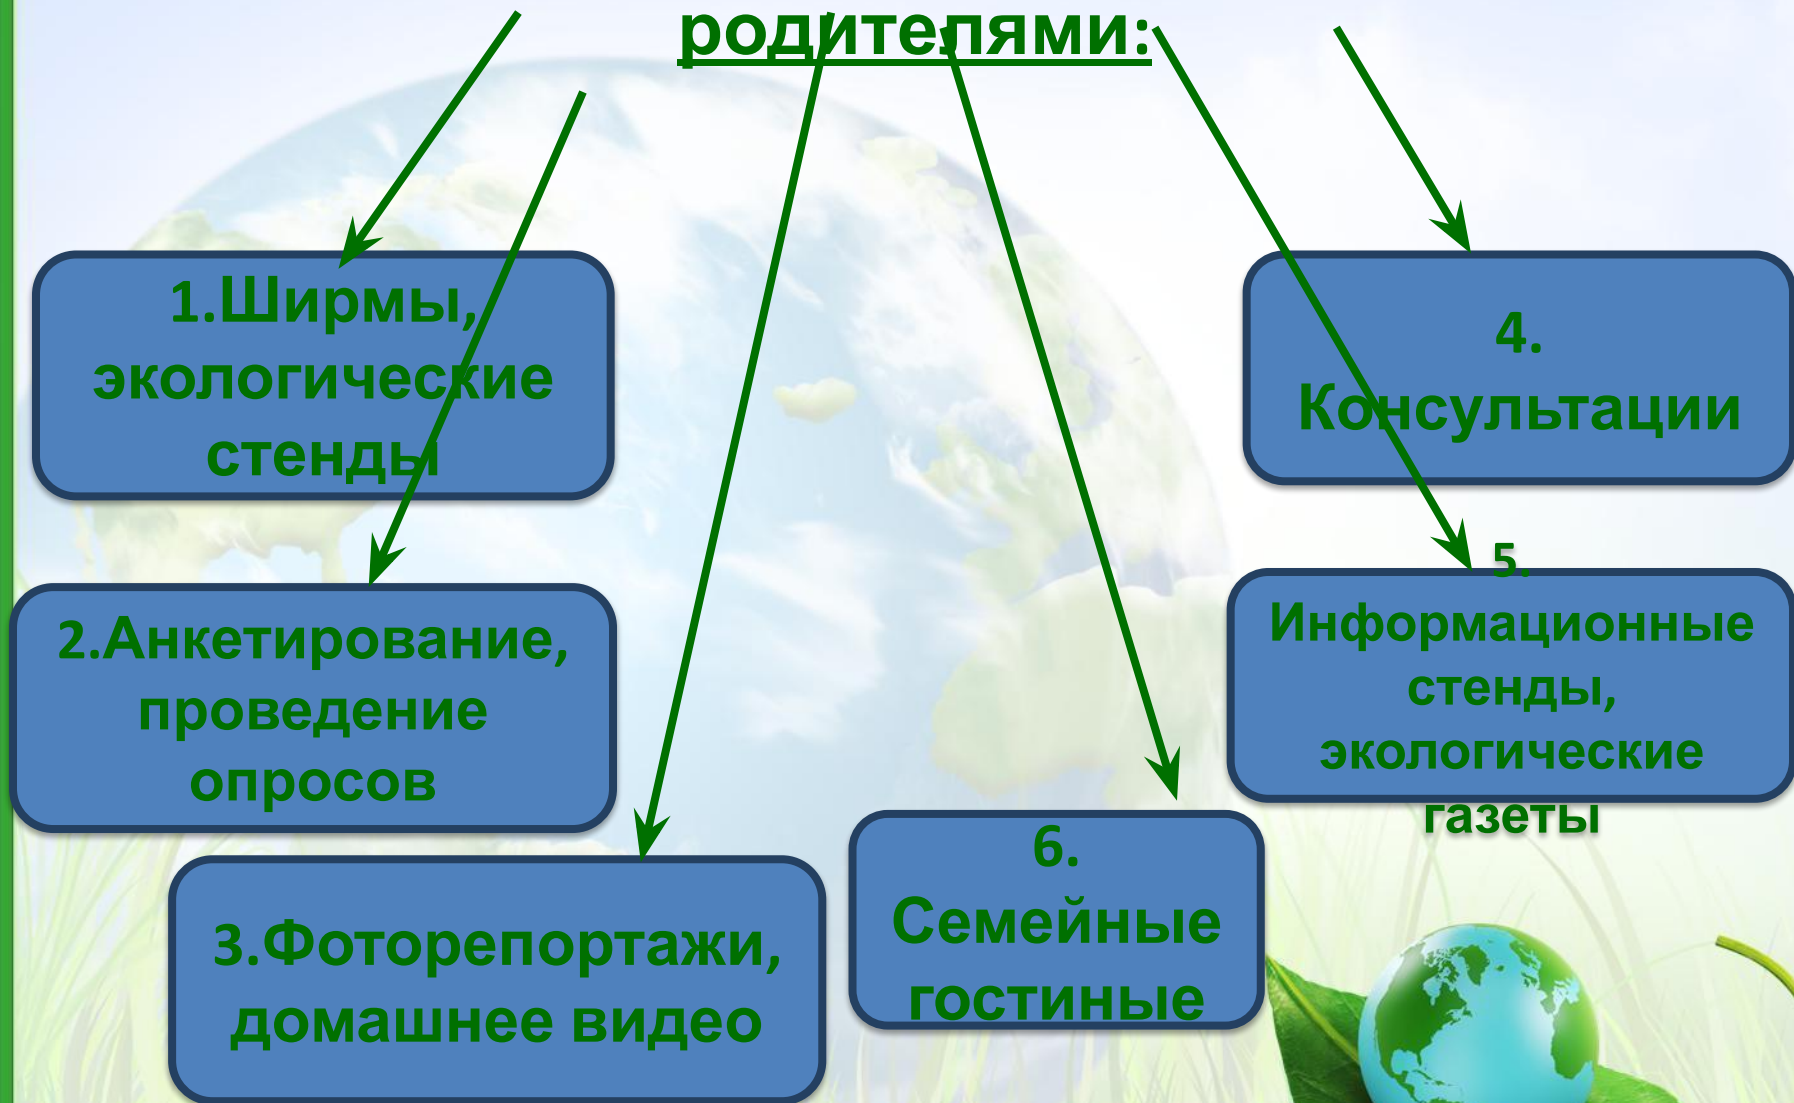 родителями:
1.Ширмы,
экологические
стенды
2.Анкетирование,
проведение
опросов
3.Фоторепортажи,
домашнее видео
4.
Консультации
5.
Информационные
стенды,
экологические
газеты
6.
Семейные
гостиные